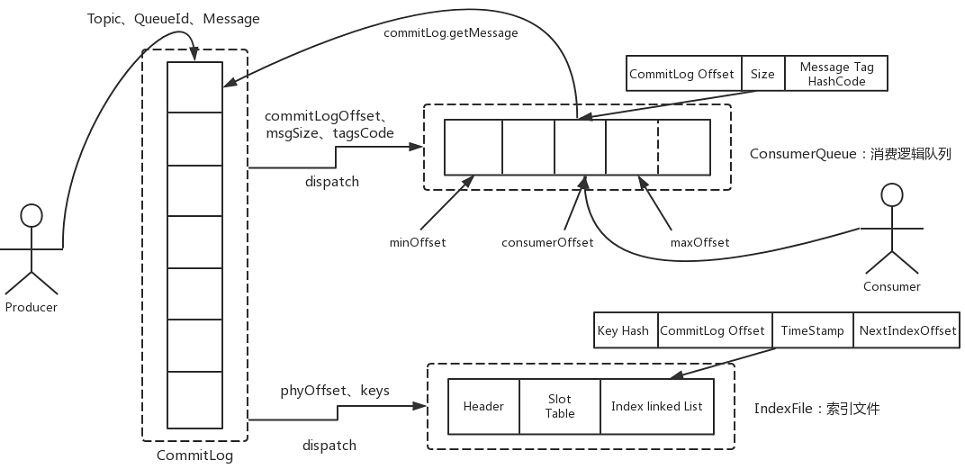 Topic、QueueId、Message
commitLog.getMessage
CommitLog Offset
Size
Message Tag
HashCode
commitLogOffset、
msgSize、tagsCode
dispatch
ConsumerQueue：消费逻辑队列
minOffset
consumerOffset
maxOffset
Producer
Consumer
Key Hash
CommitLog Offset
TimeStamp
NextIndexOffset
phyOffset、keys
dispatch
Header
Slot
Table
Index linked List
IndexFile：索引文件
CommitLog